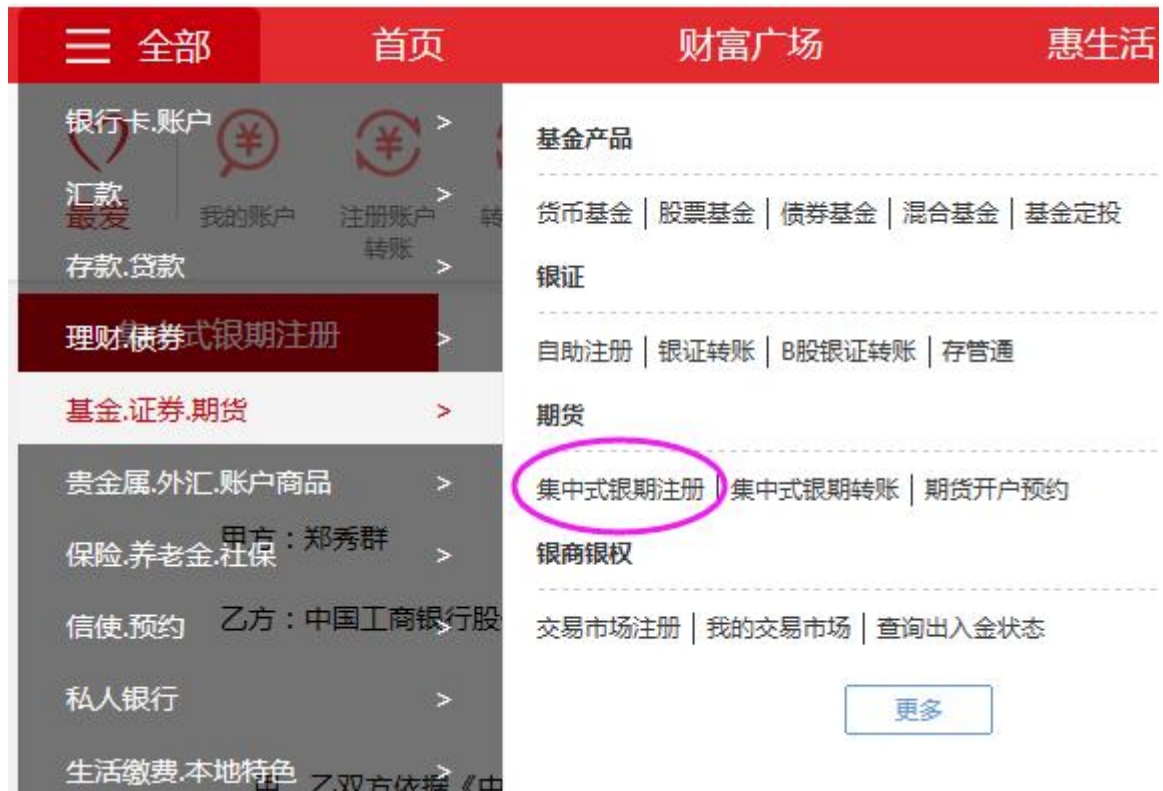 全部 首页 财富广场 惠生活
银行卡.账户 >
汇款 >
最爱 我的账户 注册账户
转账
存款.贷款 >
理财.债券 >
式银期注册
基金.证券.期货 >
贵金属.外汇.账户商品 >
甲方：郑秀群
保险.养老金.社保 >
信使.预约 >
乙方：中国工商银行股
私人银行 >
生活缴费.本地特色 >
乙双方依据《中
基金产品
货币基金 | 股票基金 | 债券基金 | 混合基金 | 基金定投
银证
自助注册 | 银证转账 | B股银证转账 | 存管通
期货
集中式银期注册 | 集中式银期转账 | 期货开户预约
银商银权
交易市场注册 | 我的交易市场 | 查询出入金状态
更多